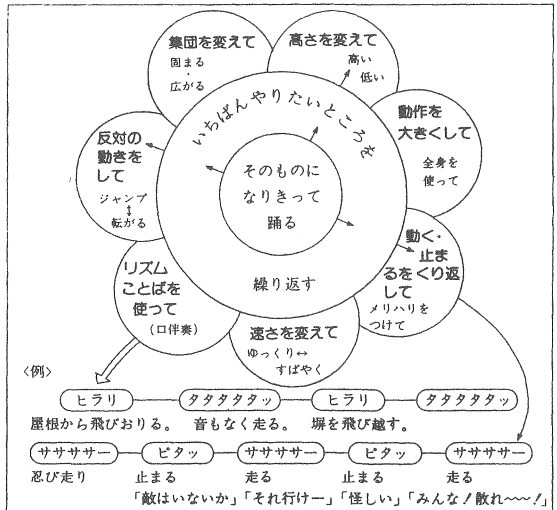 集団を変えて
固まる
・
広がる
高さを変えて
高い
低い
動作を
大きくして
全身を
使って
反対の
動きを
して
ジャンプ
↕
転がる
いちばんやりたいところを
そのものに
なりきって
踊る
繰り返す
動く・
止ま
るをくり返
して
メリハリを
つけて
リズム
ことばを
使って
(口伴奏)
速さを変えて
ゆっくり↔
すばやく
〈例〉
ヒラリ タタタタタッ ヒラリ タタタタタッ
屋根から飛びおりる。 音もなく走る。 塀を飛び越す。
ササササー ピタッ ササササー ピタッ ササササー
忍び走り 止まる 走る 止まる 走る
「敵はいないか」「それ行けー」「怪しい」「みんな!散れ〜〜!」